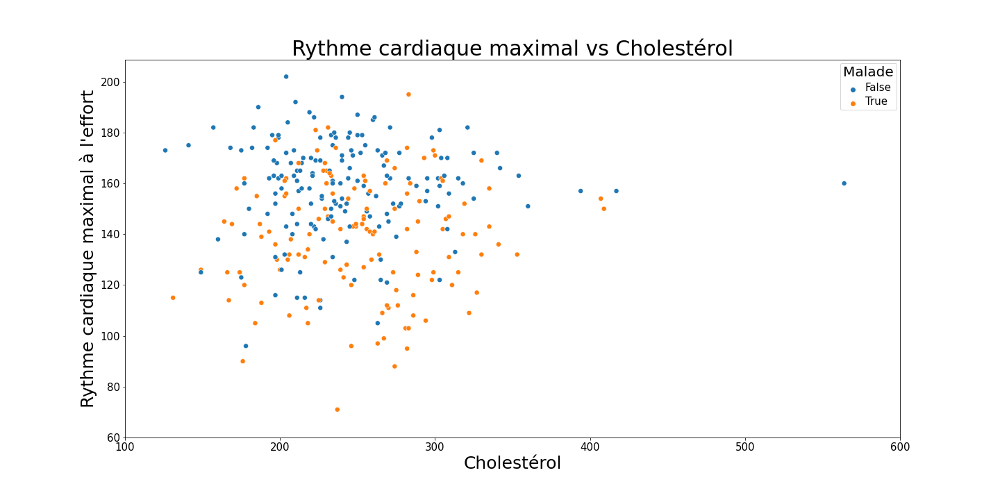 Rythme cardiaque maximal vs Cholestérol
Malade
False
True
Rythme cardiaque maximal à l'effort
200
180
160
140
120
100
80
60
100
200
300
400
500
600
Cholestérol